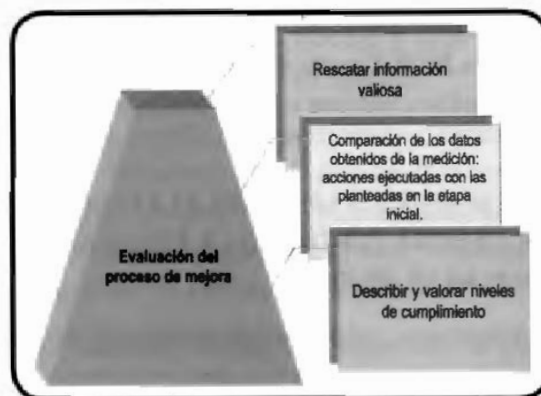 Rescatar información
valiosa
Comparación de los datos
obtenidos de la medición:
acciones ejecutadas con las
planteadas en la etapa
inicial.
Evaluación del
proceso de mejora
Describir y valorar niveles
de cumplimiento